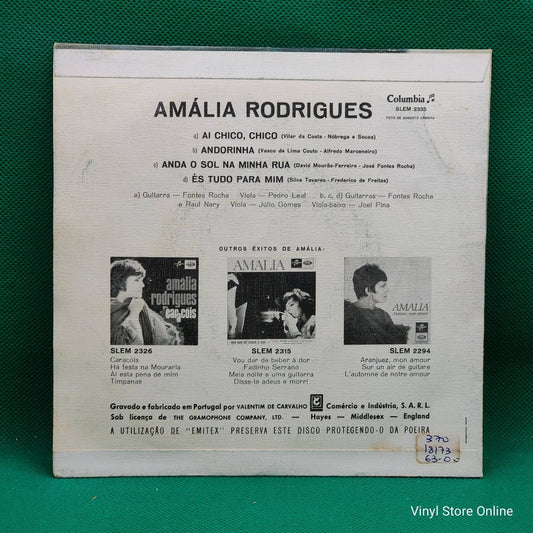 Columbia
SLEM 2335
FOTO DE AUGUSTO CABRITA
AMÁLIA RODRIGUES
a) AI CHICO, CHICO (Vilar da Costa - Nóbrega e Sousa)
b) ANDORINHA (Vasco de Lima Couto - Alfredo Marceneiro)
c) ANDA O SOL NA MINHA RUA (David Mourão-Ferreira - José Fontes Rocha)
d) ÉS TUDO PARA MIM (Silva Tavares - Frederico de Freitas)
a) Guitarra — Fontes Rocha Viola — Pedro Leal b, c, d) Guitarras — Fontes Rocha
e Raul Nery Viola — Júlio Gomes Viola-baixo — Joel Pina
OUTROS ÊXITOS DE AMÁLIA:
amália
rodrigues
caracóis
SLEM 2326
Caracóis
Há festa na Mouraria
Ai esta pena de mim
Tímpanas
AMÁLIA
SLEM 2315
Vou dar de beber à dor
Fadinho Serrano
Meia noite e uma guitarra
Disse-te adeus e morri
AMÁLIA
SLEM 2294
Aranjuez, mon amour
Sur un air de guitare
L'automne de notre amour
Gravado e fabricado em Portugal por VALENTIM DE CARVALHO Comércio e Indústria, S. A. R. L.
Sob licença de THE GRAMOPHONE COMPANY, LTD. — Hayes — Middlesex — England
A UTILIZAÇÃO DE "EMITEX" PRESERVA ESTE DISCO PROTEGENDO-O DA POEIRA
370
18173
63-00
Vinyl Store Online